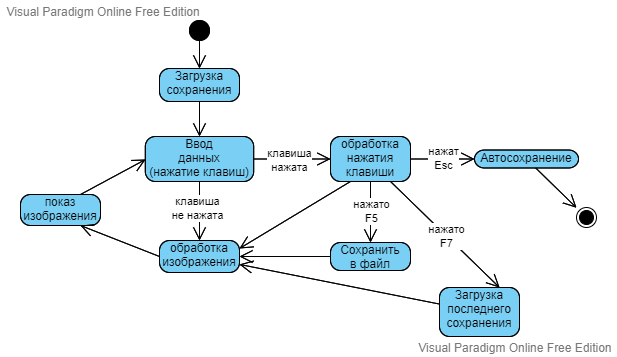 Visual Paradigm Online Free Edition
Загрузка
сохранения
Ввод
данных
(нажатие клавиш)
клавиша
нажата
обработка
нажатия
клавиши
нажат
Esc
Автосохранение
клавиша
не нажата
нажато
F5
показ
изображения
нажато
F7
обработка
изображения
Сохранить
в файл
Загрузка
последнего
сохранения
Visual Paradigm Online Free Edition